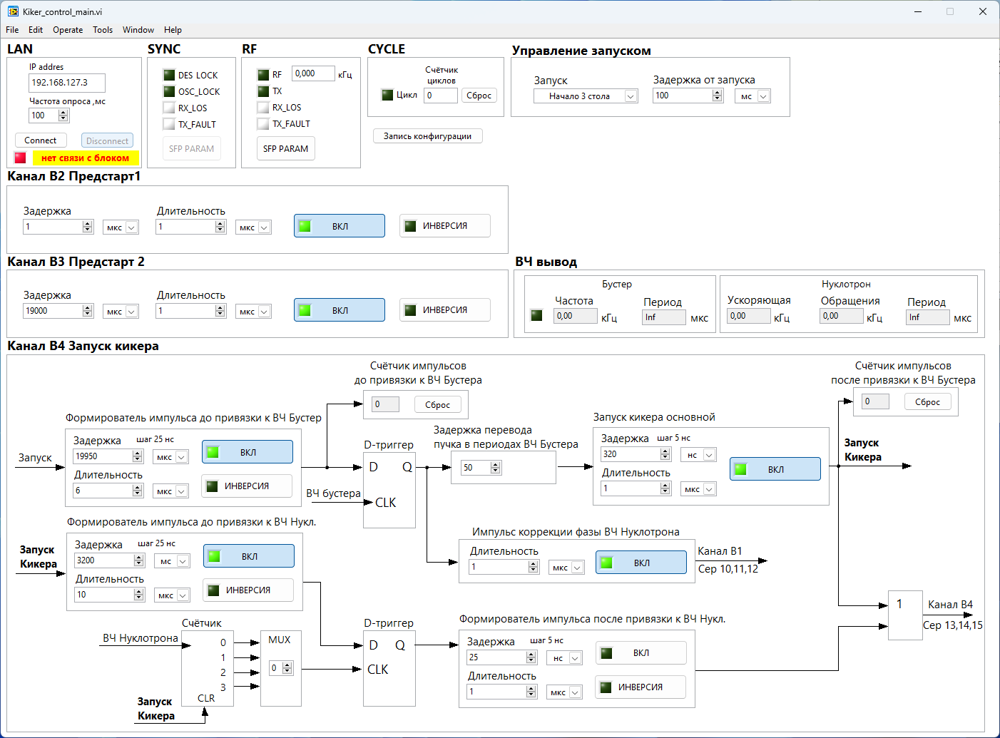 Kiker_control_main.vi
File Edit Operate Tools Window Help
LAN
IP addres
192.168.127.3
Частота опроса ,мс
100
Connect Disconnect
нет связи с блоком
SYNC
DES LOCK
OSC_LOCK
RX_LOS
TX_FAULT
SFP PARAM
RF
RF 0,000 кГц
TX
RX_LOS
TX_FAULT
SFP PARAM
CYCLE
Счётчик
циклов
Цикл 0 Сброс
Запись конфигурации
Управление запуском
Запуск Задержка от запуска
Начало 3 стола 100 мс
Канал В2 Предстарт1
Задержка Длительность
1 мкс 1 мкс ВКЛ ИНВЕРСИЯ
Канал В3 Предстарт 2
Задержка Длительность
19000 мкс 1 мкс ВКЛ ИНВЕРСИЯ
ВЧ вывод
Бустер
Частота Период
0,00 кГц Inf мкс
Нуклотрон
Ускоряющая Обращения Период
0,00 кГц 0,00 кГц Inf мкс
Канал В4 Запуск кикера
Счётчик импульсов
до привязки к ВЧ Бустера
0 Сброс
Счётчик импульсов
после привязки к ВЧ Бустера
0 Сброс
Формирователь импульса до привязки к ВЧ Бустер
Запуск
Задержка шаг 25 нс
19950 мкс ВКЛ
Длительность
6 мкс ИНВЕРСИЯ
D-триггер
D Q
CLK
ВЧ бустера
Задержка перевода
пучка в периодах ВЧ Бустера
50
Запуск кикера основной
Задержка шаг 5 нс
320 нс ВКЛ
Длительность
1 мкс
Запуск
Кикера
Формирователь импульса до привязки к ВЧ Нукл.
Запуск
Кикера
Задержка шаг 25 нс
3200 мс ВКЛ
Длительность
10 мкс ИНВЕРСИЯ
Импульс коррекции фазы ВЧ Нуклотрона
Длительность
1 мкс ВКЛ
Канал В1
Сер 10,11,12
Счётчик
ВЧ Нуклотрона
0
1
2
3
CLR
Запуск
Кикера
MUX
0
D-триггер
D Q
CLK
Формирователь импульса после привязки к ВЧ Нукл.
Задержка шаг 5 нс
25 нс ВКЛ
Длительность
1 мкс ИНВЕРСИЯ
1
Канал В4
Сер 13,14,15